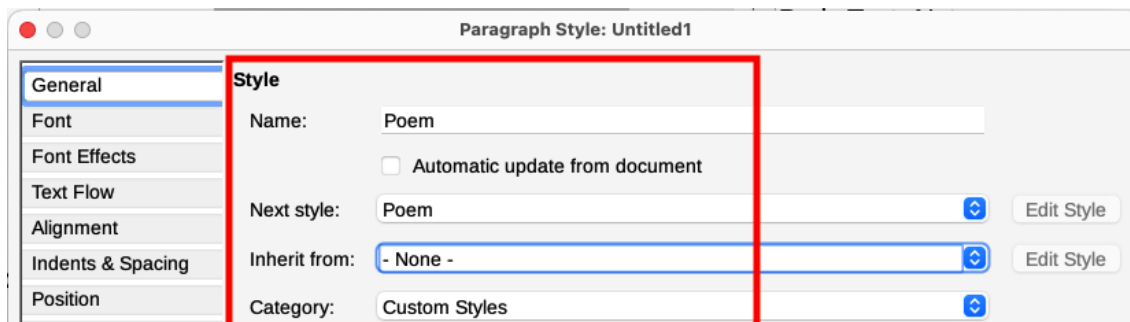 Paragraph Style: Untitled1
General
Font
Font Effects
Text Flow
Alignment
Indents & Spacing
Position
Style
Name: Poem
Automatic update from document
Next style: Poem Edit Style
Inherit from: - None - Edit Style
Category: Custom Styles